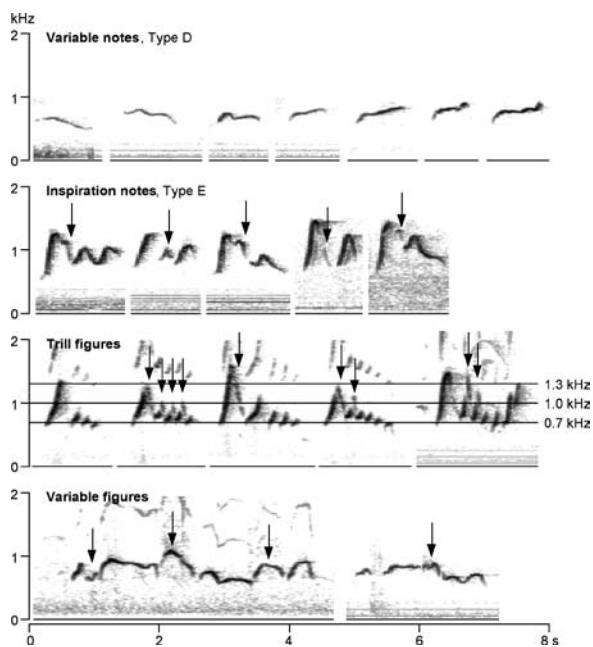 kHz
2
Variable notes, Type D
1
0
2
Inspiration notes, Type E
1
0
2
Trill figures
1.3 kHz
1
1.0 kHz
0.7 kHz
0
2
Variable figures
1
0
0 2 4 6 8 s